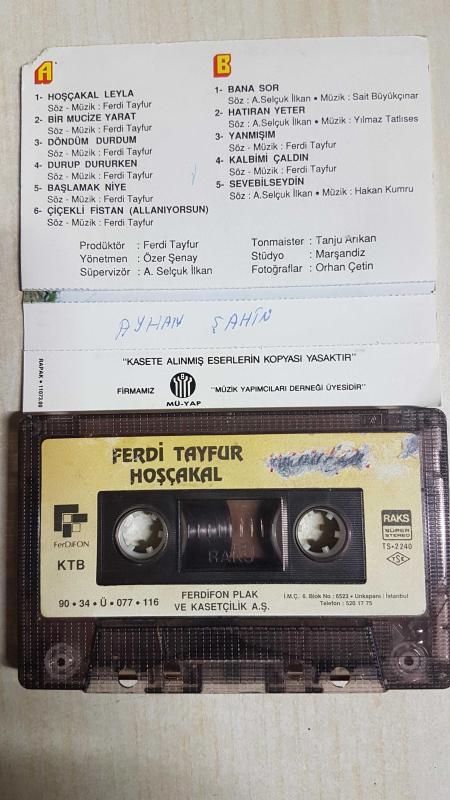 A
1- HOŞÇAKAL LEYLA
Söz - Müzik : Ferdi Tayfur
2- BİR MUCİZE YARAT
Söz - Müzik : Ferdi Tayfur
3- DÖNDÜM DURDUM
Söz - Müzik : Ferdi Tayfur
4- DURUP DURURKEN
Söz - Müzik : Ferdi Tayfur
5- BAŞLAMAK NİYE
Söz - Müzik : Ferdi Tayfur
6- ÇİÇEKLİ FİSTAN (ALLANIYORSUN)
Söz - Müzik : Ferdi Tayfur
B
1- BANA SOR
Söz : A.Selçuk İlkan • Müzik : Sait Büyükçınar
2- HATIRAN YETER
Söz : A.Selçuk İlkan • Müzik : Yılmaz Tatlıses
3- YANMIŞIM
Söz - Müzik : Ferdi Tayfur
4- KALBİMİ ÇALDIN
Söz - Müzik : Ferdi Tayfur
5- SEVEBİLSEYDİN
Söz : A.Selçuk İlkan • Müzik : Hakan Kumru
Prodüktör : Ferdi Tayfur
Yönetmen : Özer Şenay
Süpervizör : A. Selçuk İlkan
Tonmaister : Tanju Arıkan
Stüdyo : Marşandiz
Fotoğraflar : Orhan Çetin
AYHAN ŞAHİN
"KASETE ALINMIŞ ESERLERİN KOPYASI YASAKTIR"
FİRMAMIZ MÜ-YAP "MÜZİK YAPIMCILARI DERNEĞİ ÜYESİDİR"
FERDİ TAYFUR
HOŞÇAKAL
FerDiFON
KTB
90 • 34 • Ü • 077 • 116
RAKS
RAKS
SUPER
STEREO
TS-2240
TSE
FERDİFON PLAK
VE KASETÇİLİK A.Ş.
İ.M.Ç. 6. Blok No : 6523 • Unkapanı / İstanbul
Telefon : 520 17 75